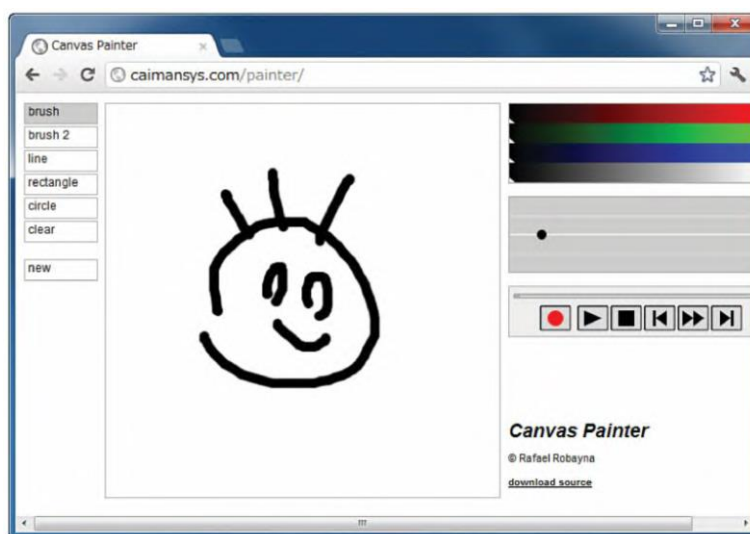 Canvas Painter
caimansys.com/painter/
brush
brush 2
line
rectangle
circle
clear
new
Canvas Painter
© Rafael Robayna
download source